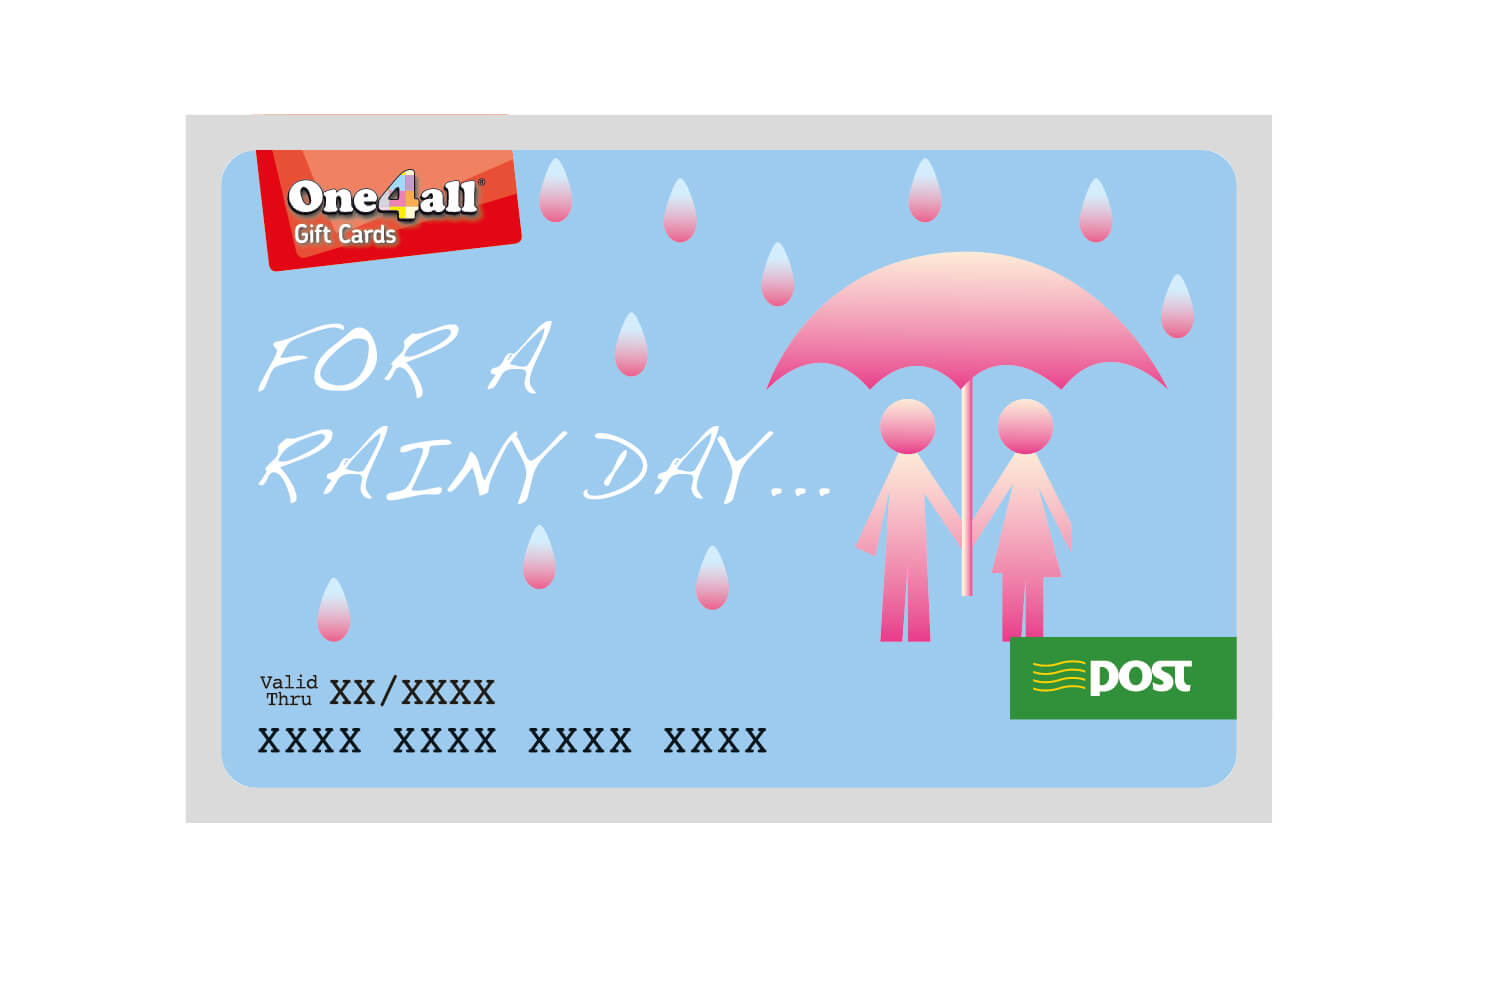 One4all®
Gift Cards
FOR A
RAINY DAY...
Valid
Thru XX/XXXX
XXXX XXXX XXXX XXXX
post